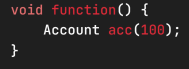 void function() {
    Account acc(100);
}